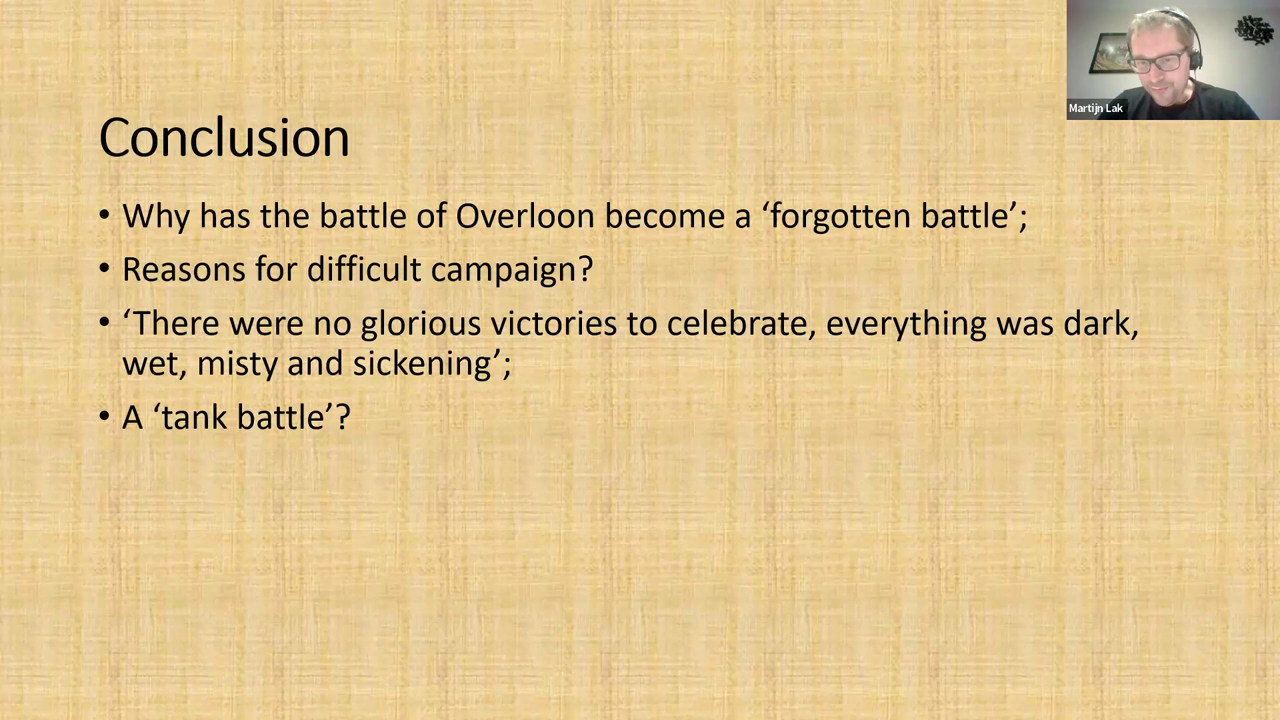 Martijn Lak
Conclusion
• Why has the battle of Overloon become a ‘forgotten battle’;
• Reasons for difficult campaign?
• ‘There were no glorious victories to celebrate, everything was dark,
wet, misty and sickening’;
• A ‘tank battle’?